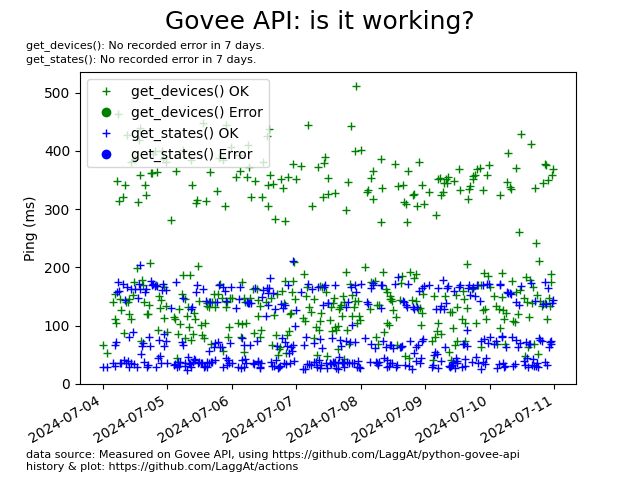 Govee API: is it working?
get_devices(): No recorded error in 7 days.
get_states(): No recorded error in 7 days.
get_devices() OK
get_devices() Error
get_states() OK
get_states() Error
500
400
300
200
100
0
Ping (ms)
2024-07-04
2024-07-05
2024-07-06
2024-07-07
2024-07-08
2024-07-09
2024-07-10
2024-07-11
data source: Measured on Govee API, using https://github.com/LaggAt/python-govee-api
history & plot: https://github.com/LaggAt/actions